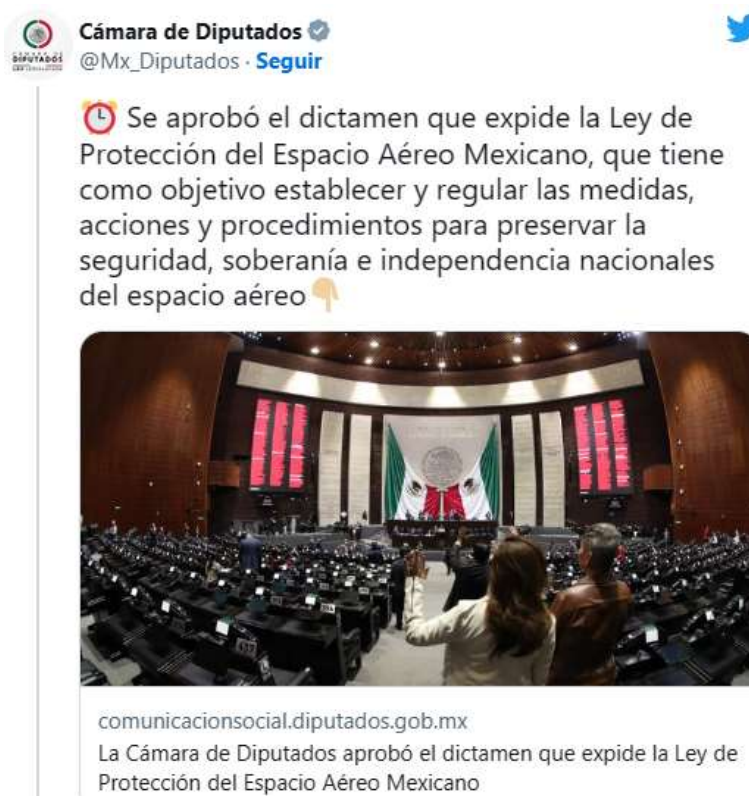 Cámara de Diputados
@Mx_Diputados · Seguir
CÁMARA DE
DIPUTADOS
Se aprobó el dictamen que expide la Ley de
Protección del Espacio Aéreo Mexicano, que tiene
como objetivo establecer y regular las medidas,
acciones y procedimientos para preservar la
seguridad, soberanía e independencia nacionales
del espacio aéreo
comunicacionsocial.diputados.gob.mx
La Cámara de Diputados aprobó el dictamen que expide la Ley de
Protección del Espacio Aéreo Mexicano